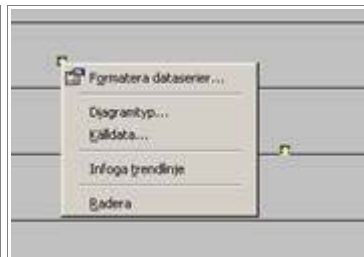 Formatera dataserier...
Diagramtyp...
Källdata...
Infoga trendlinje
Radera